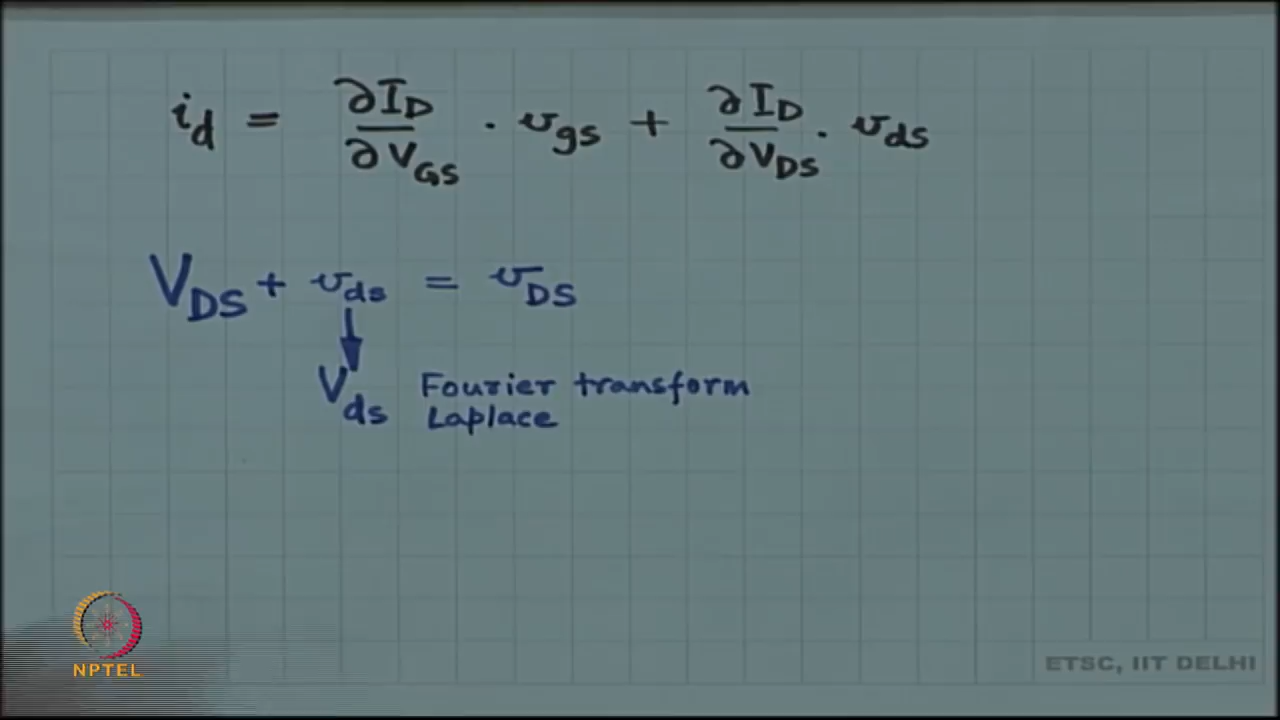 i_d = ∂I_D/∂V_GS · v_gs + ∂I_D/∂V_DS · v_ds
V_DS + v_ds = v_DS
↓
V_ds Fourier transform
Laplace
NPTEL
ETSC, IIT DELHI